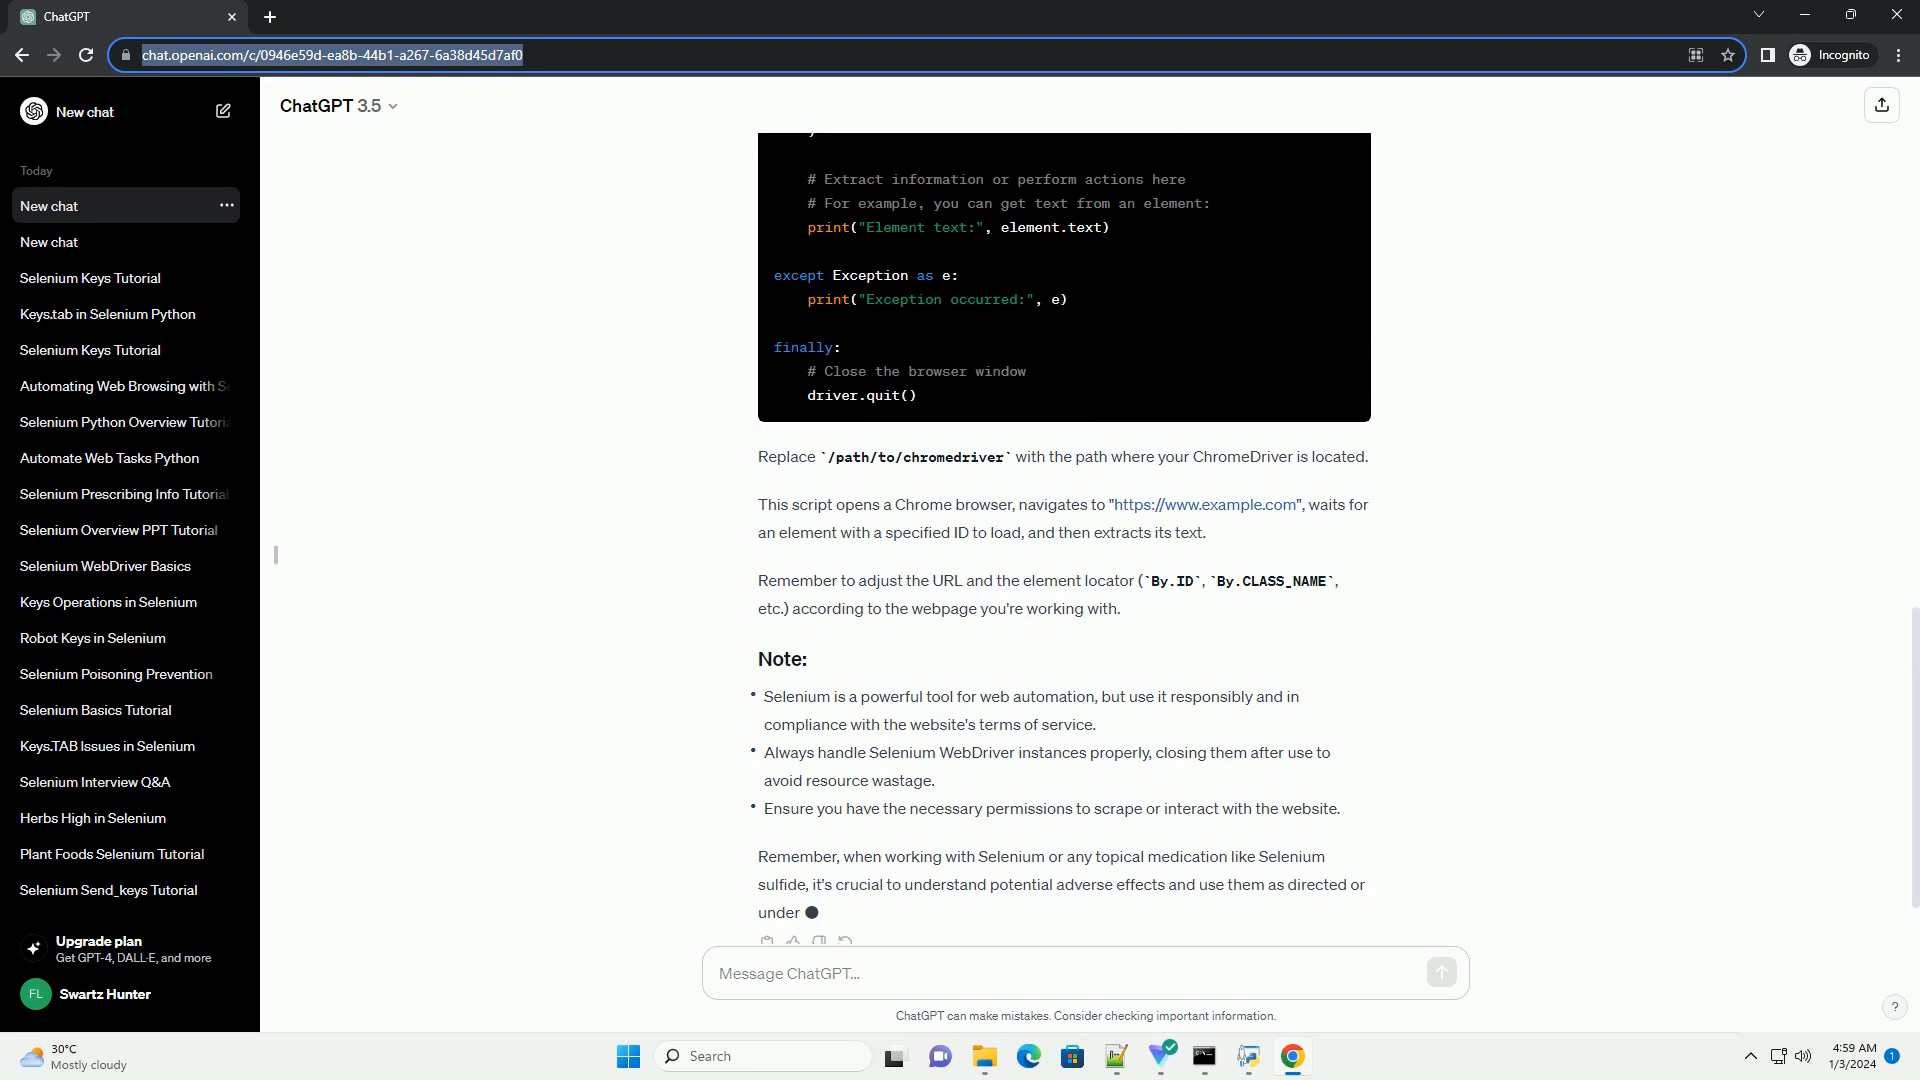 ChatGPT
chat.openai.com/c/0946e59d-ea8b-44b1-a267-6a38d45d7af0
Incognito
New chat
ChatGPT 3.5
Today
New chat
New chat
Selenium Keys Tutorial
Keys.tab in Selenium Python
Selenium Keys Tutorial
Automating Web Browsing with Se
Selenium Python Overview Tutoria
Automate Web Tasks Python
Selenium Prescribing Info Tutorial
Selenium Overview PPT Tutorial
Selenium WebDriver Basics
Keys Operations in Selenium
Robot Keys in Selenium
Selenium Poisoning Prevention
Selenium Basics Tutorial
Keys.TAB Issues in Selenium
Selenium Interview Q&A
Herbs High in Selenium
Plant Foods Selenium Tutorial
Selenium Send_keys Tutorial
Upgrade plan
Get GPT-4, DALL·E, and more
FL Swartz Hunter
# Extract information or perform actions here
# For example, you can get text from an element:
print("Element text:", element.text)
except Exception as e:
print("Exception occurred:", e)
finally:
# Close the browser window
driver.quit()
Replace `/path/to/chromedriver` with the path where your ChromeDriver is located.
This script opens a Chrome browser, navigates to "https://www.example.com", waits for
an element with a specified ID to load, and then extracts its text.
Remember to adjust the URL and the element locator (`By.ID`, `By.CLASS_NAME`,
etc.) according to the webpage you're working with.
Note:
• Selenium is a powerful tool for web automation, but use it responsibly and in
compliance with the website's terms of service.
• Always handle Selenium WebDriver instances properly, closing them after use to
avoid resource wastage.
• Ensure you have the necessary permissions to scrape or interact with the website.
Remember, when working with Selenium or any topical medication like Selenium
sulfide, it's crucial to understand potential adverse effects and use them as directed or
under
Message ChatGPT...
ChatGPT can make mistakes. Consider checking important information.
?
30°C
Mostly cloudy
Search
4:59 AM
1/3/2024
1